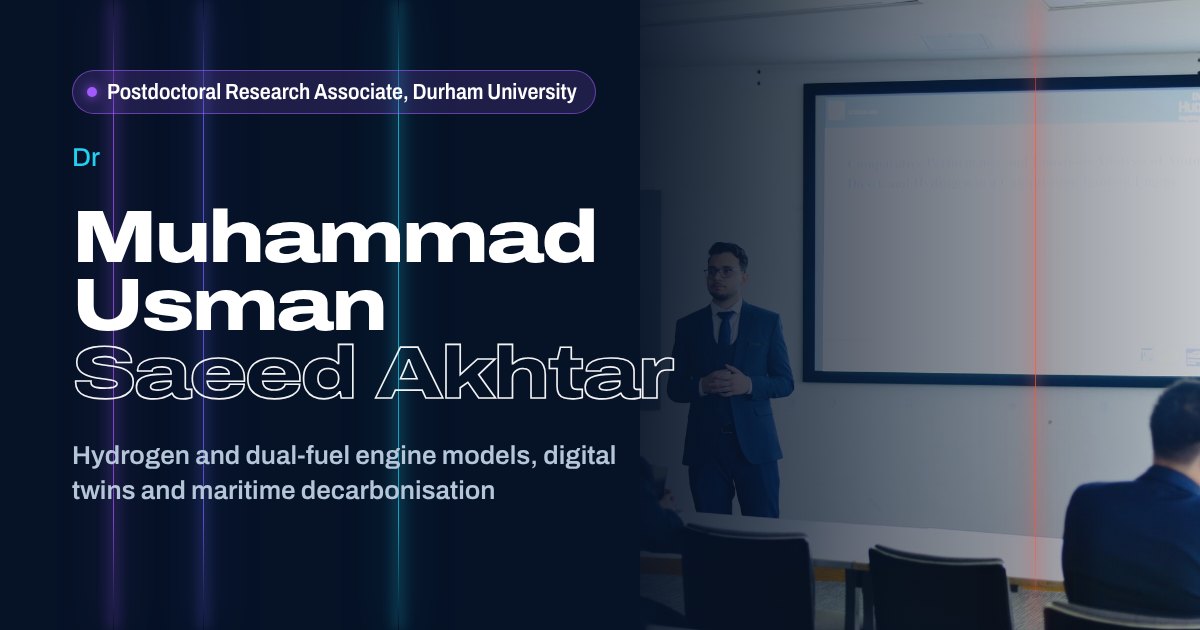 Postdoctoral Research Associate, Durham University
Dr
Muhammad
Usman
Saeed Akhtar
Hydrogen and dual-fuel engine models, digital
twins and maritime decarbonisation